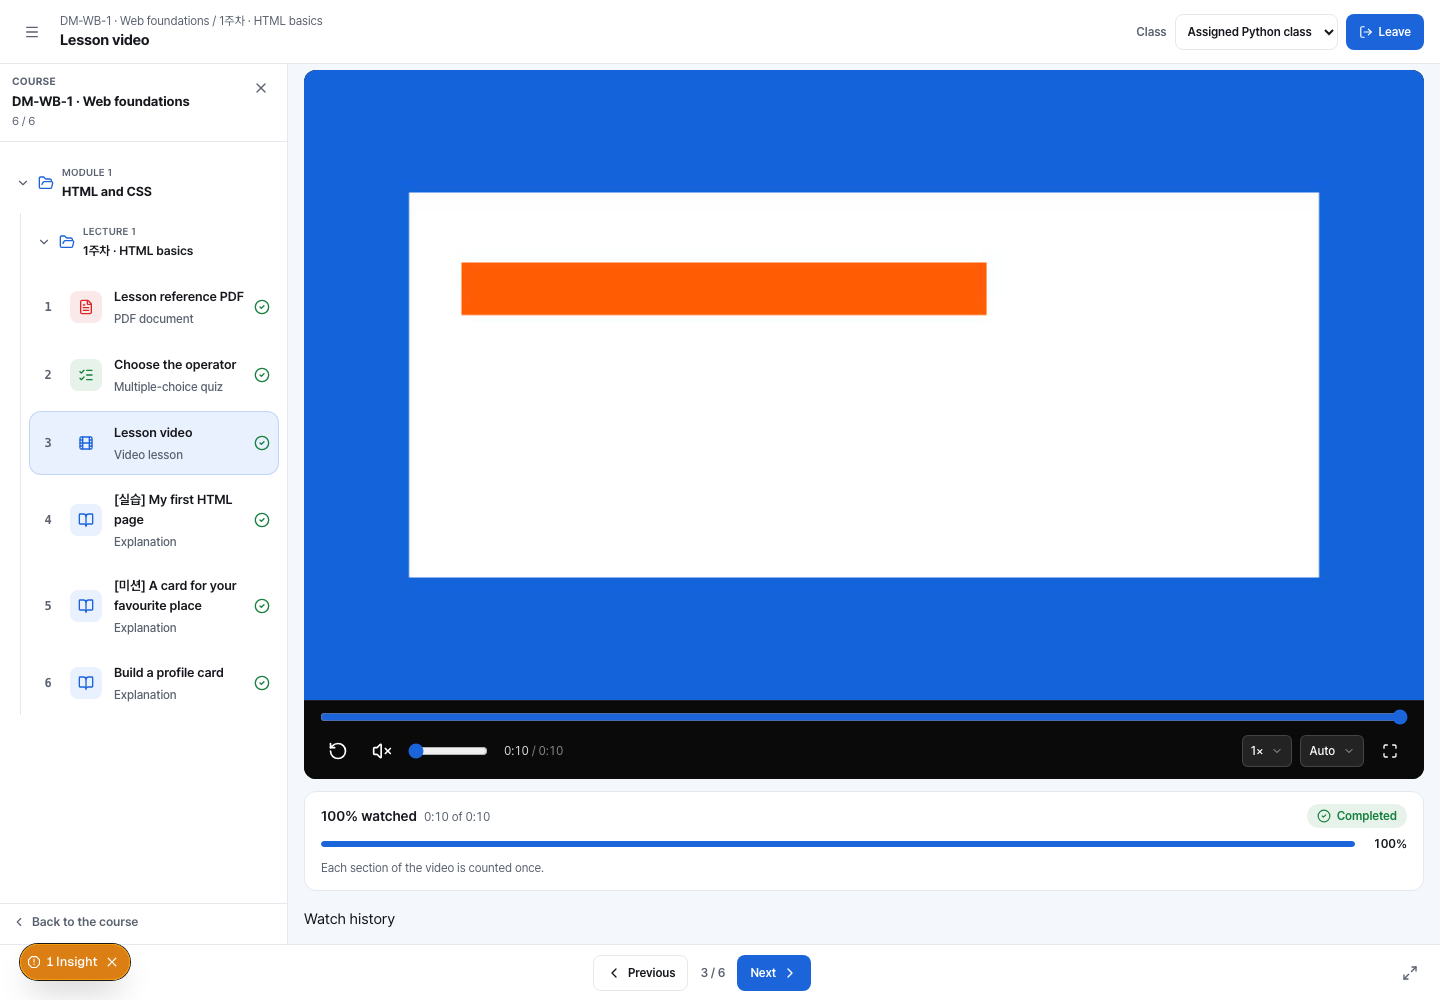 DM-WB-1 · Web foundations / 1주차 · HTML basics
Lesson video
Class
Assigned Python class
Leave
COURSE
DM-WB-1 · Web foundations
6 / 6
MODULE 1
HTML and CSS
LECTURE 1
1주차 · HTML basics
1
Lesson reference PDF
PDF document
2
Choose the operator
Multiple-choice quiz
3
Lesson video
Video lesson
4
[실습] My first HTML
page
Explanation
5
[미션] A card for your
favourite place
Explanation
6
Build a profile card
Explanation
Back to the course
1 Insight
0:10 / 0:10
1×
Auto
100% watched 0:10 of 0:10
Completed
100%
Each section of the video is counted once.
Watch history
Previous
3 / 6
Next